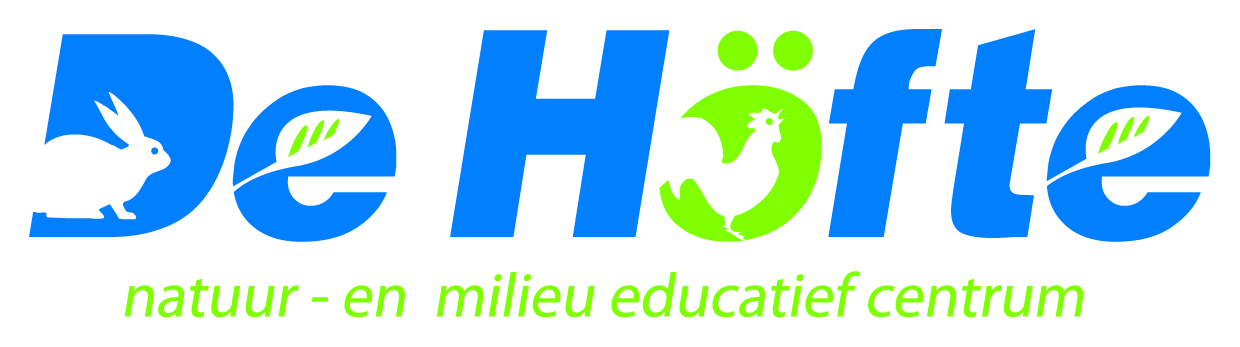 De Höfte
natuur - en milieu educatief centrum